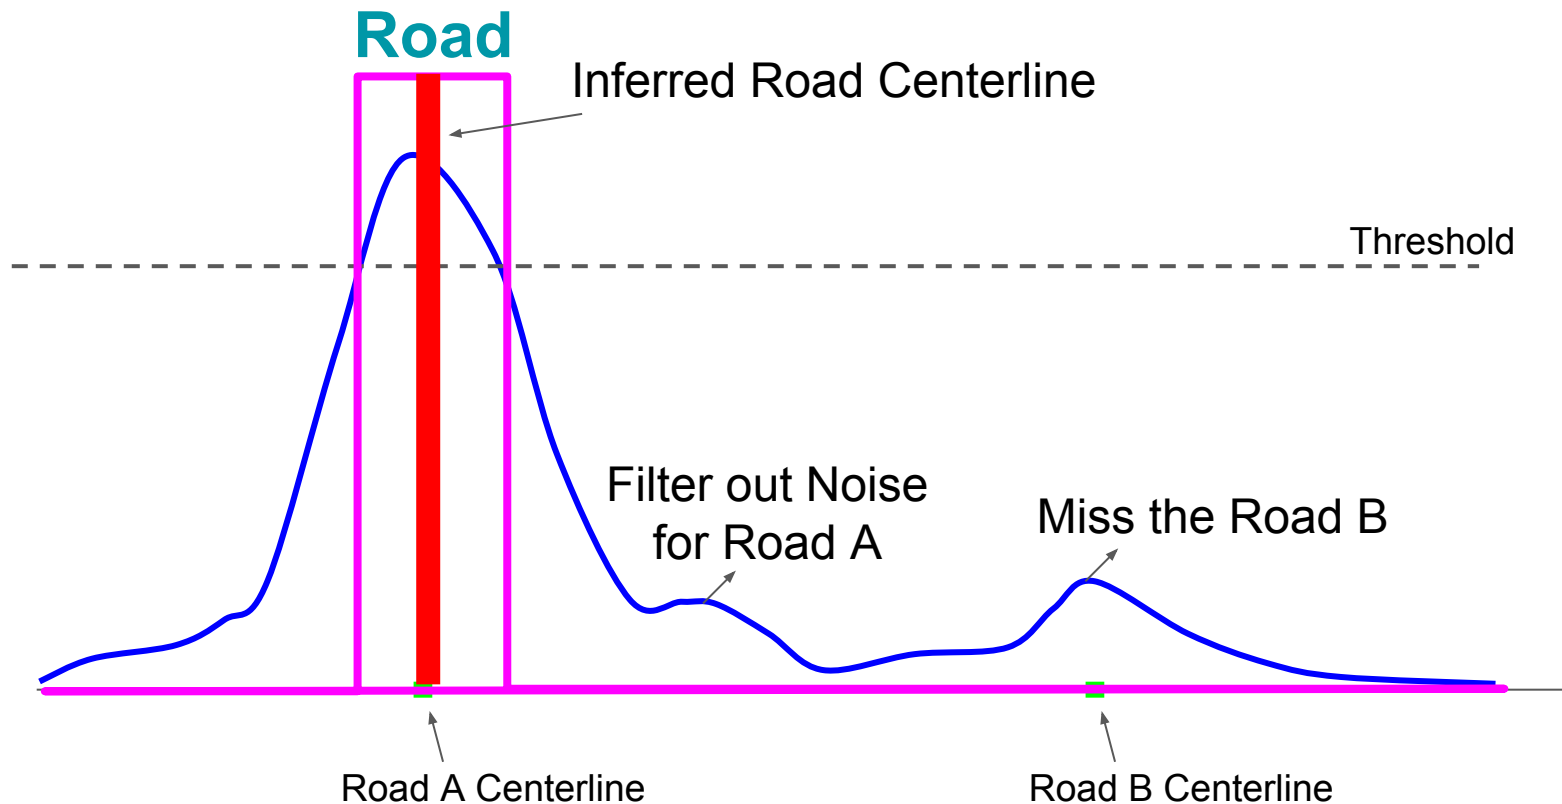 Road
Inferred Road Centerline
Threshold
Filter out Noise
for Road A
Miss the Road B
Road A Centerline
Road B Centerline